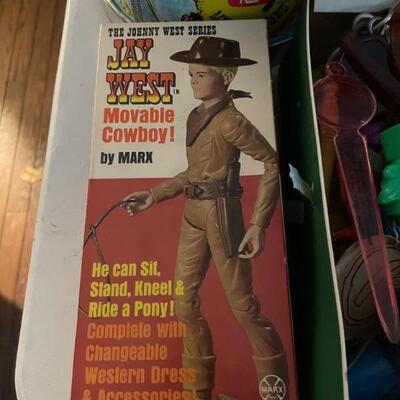 THE JOHNNY WEST SERIES
JAY
WEST TM
Movable
Cowboy!
by MARX
He can Sit,
Stand, Kneel &
Ride a Pony!
Complete with
Changeable
Western Dress
& Accessories!
MARX